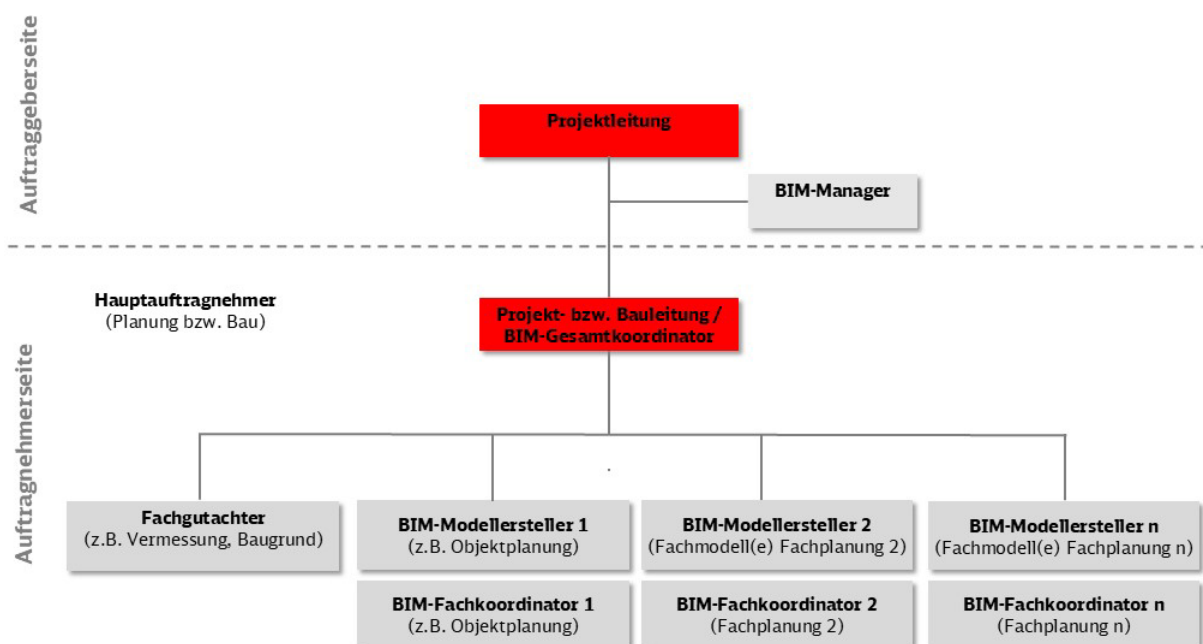 Auftraggeberseite
Projektleitung
BIM-Manager
Auftragnehmerseite
Hauptauftragnehmer
(Planung bzw. Bau)
Projekt- bzw. Bauleitung /
BIM-Gesamtkoordinator
Fachgutachter
(z.B. Vermessung, Baugrund)
BIM-Modellersteller 1
(z.B. Objektplanung)
BIM-Modellersteller 2
(Fachmodell(e) Fachplanung 2)
BIM-Modellersteller n
(Fachmodell(e) Fachplanung n)
BIM-Fachkoordinator 1
(z.B. Objektplanung)
BIM-Fachkoordinator 2
(Fachplanung 2)
BIM-Fachkoordinator n
(Fachplanung n)